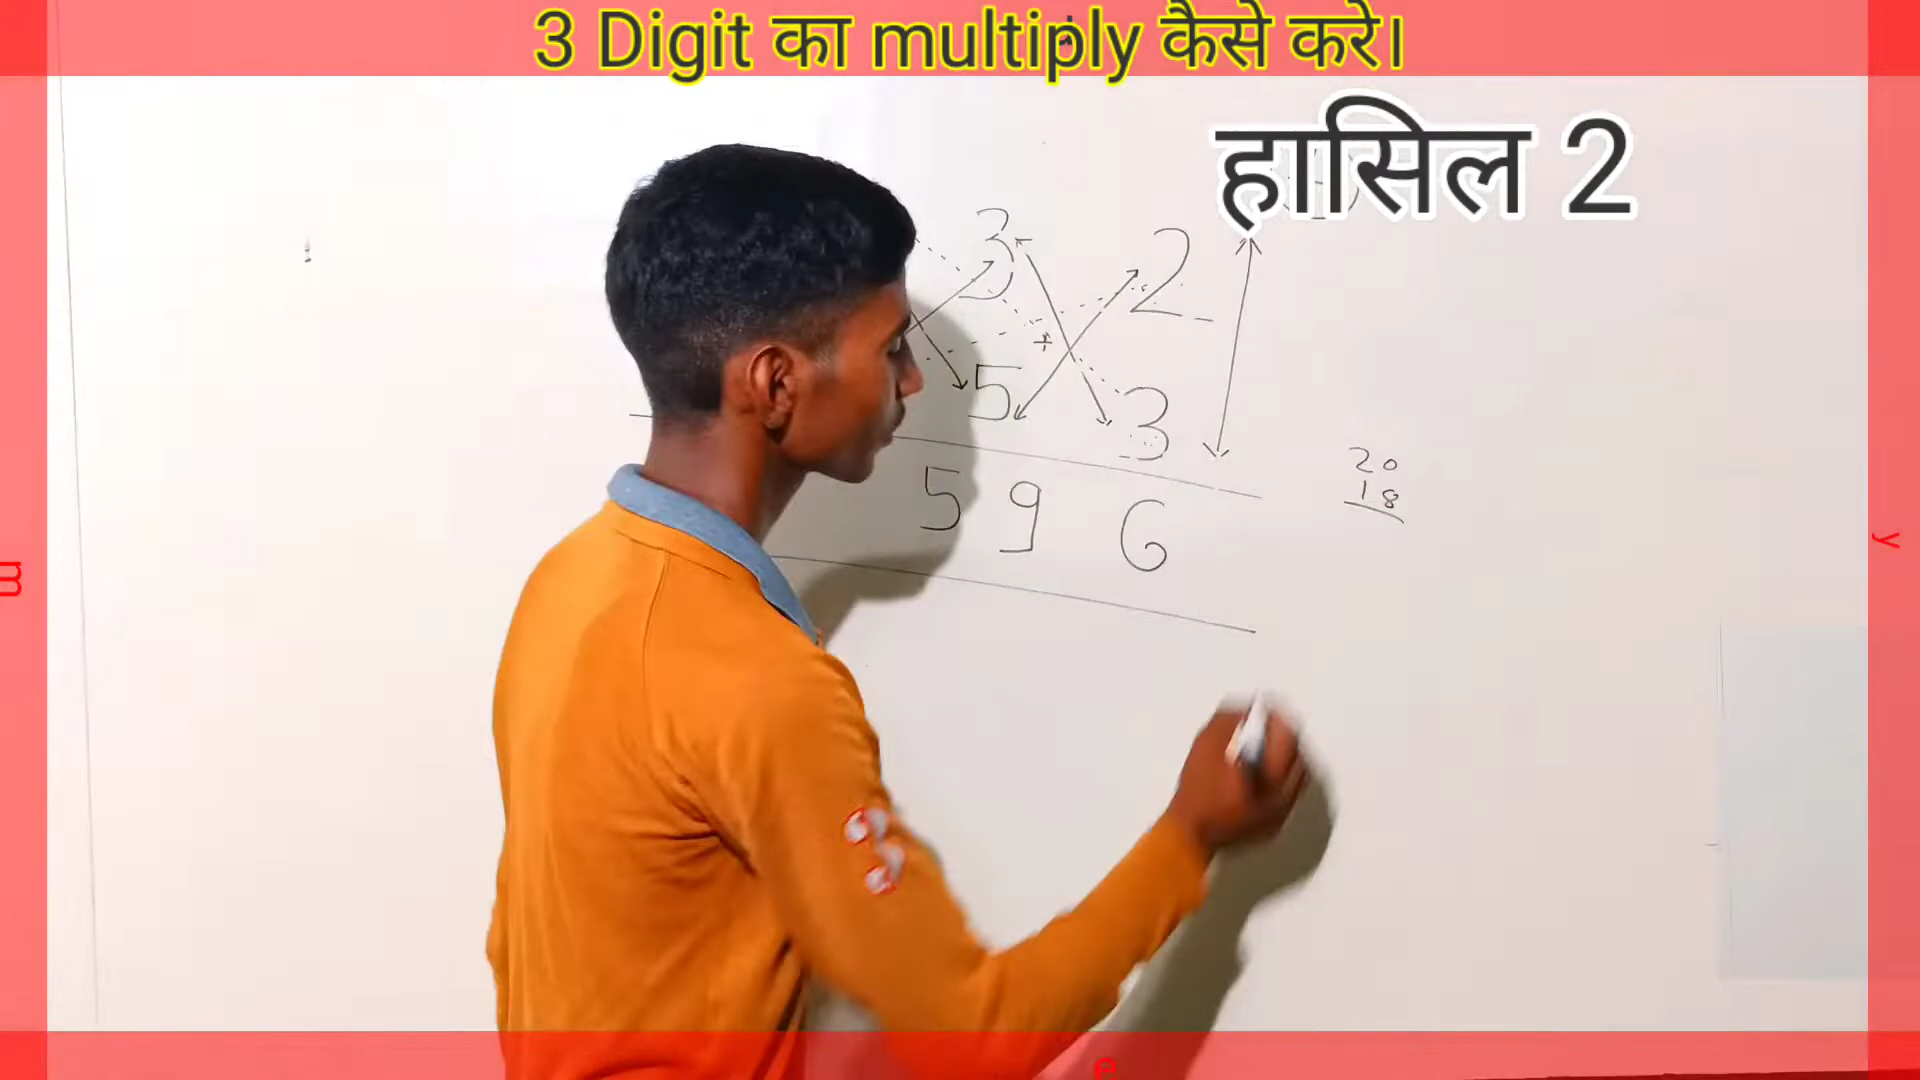 3 Digit का multiply कैसे करे।
हासिल 2
3 2
+
5 3
20
18
5 9 6
m
y
e